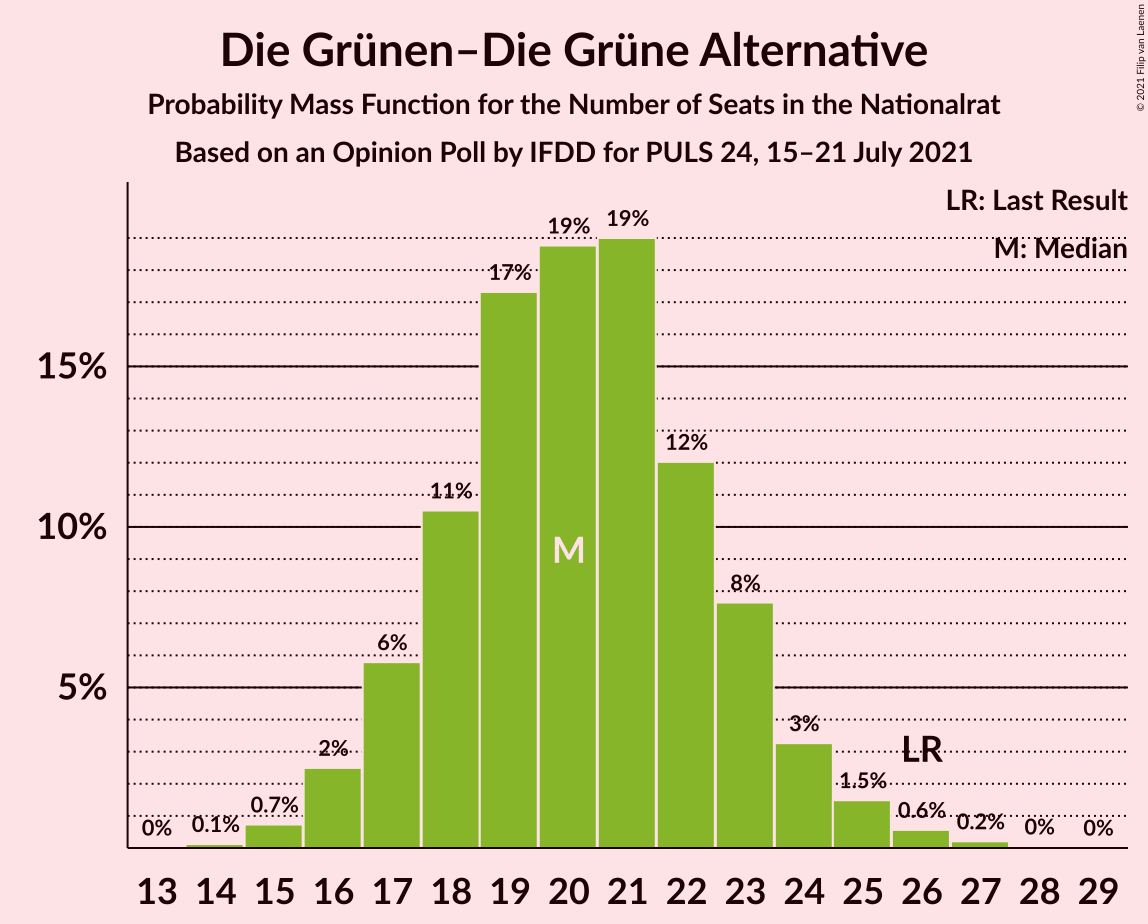 Die Grünen–Die Grüne Alternative
Probability Mass Function for the Number of Seats in the Nationalrat
Based on an Opinion Poll by IFDD for PULS 24, 15–21 July 2021
© 2021 Filip van Laenen
LR: Last Result
M: Median
15%
10%
5%
0%
0.1%
0.7%
2%
6%
11%
17%
19%
19%
12%
8%
3%
1.5%
0.6%
0.2%
0%
0%
M
LR
13 14 15 16 17 18 19 20 21 22 23 24 25 26 27 28 29